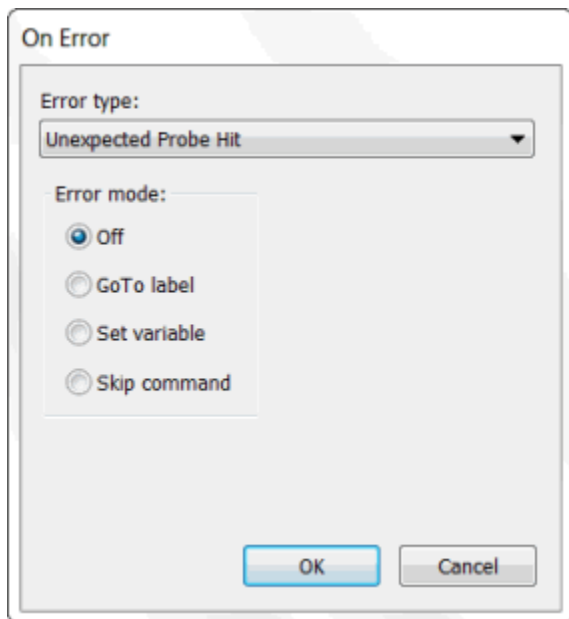 On Error
Error type:
Unexpected Probe Hit
Error mode:
Off
GoTo label
Set variable
Skip command
OK
Cancel